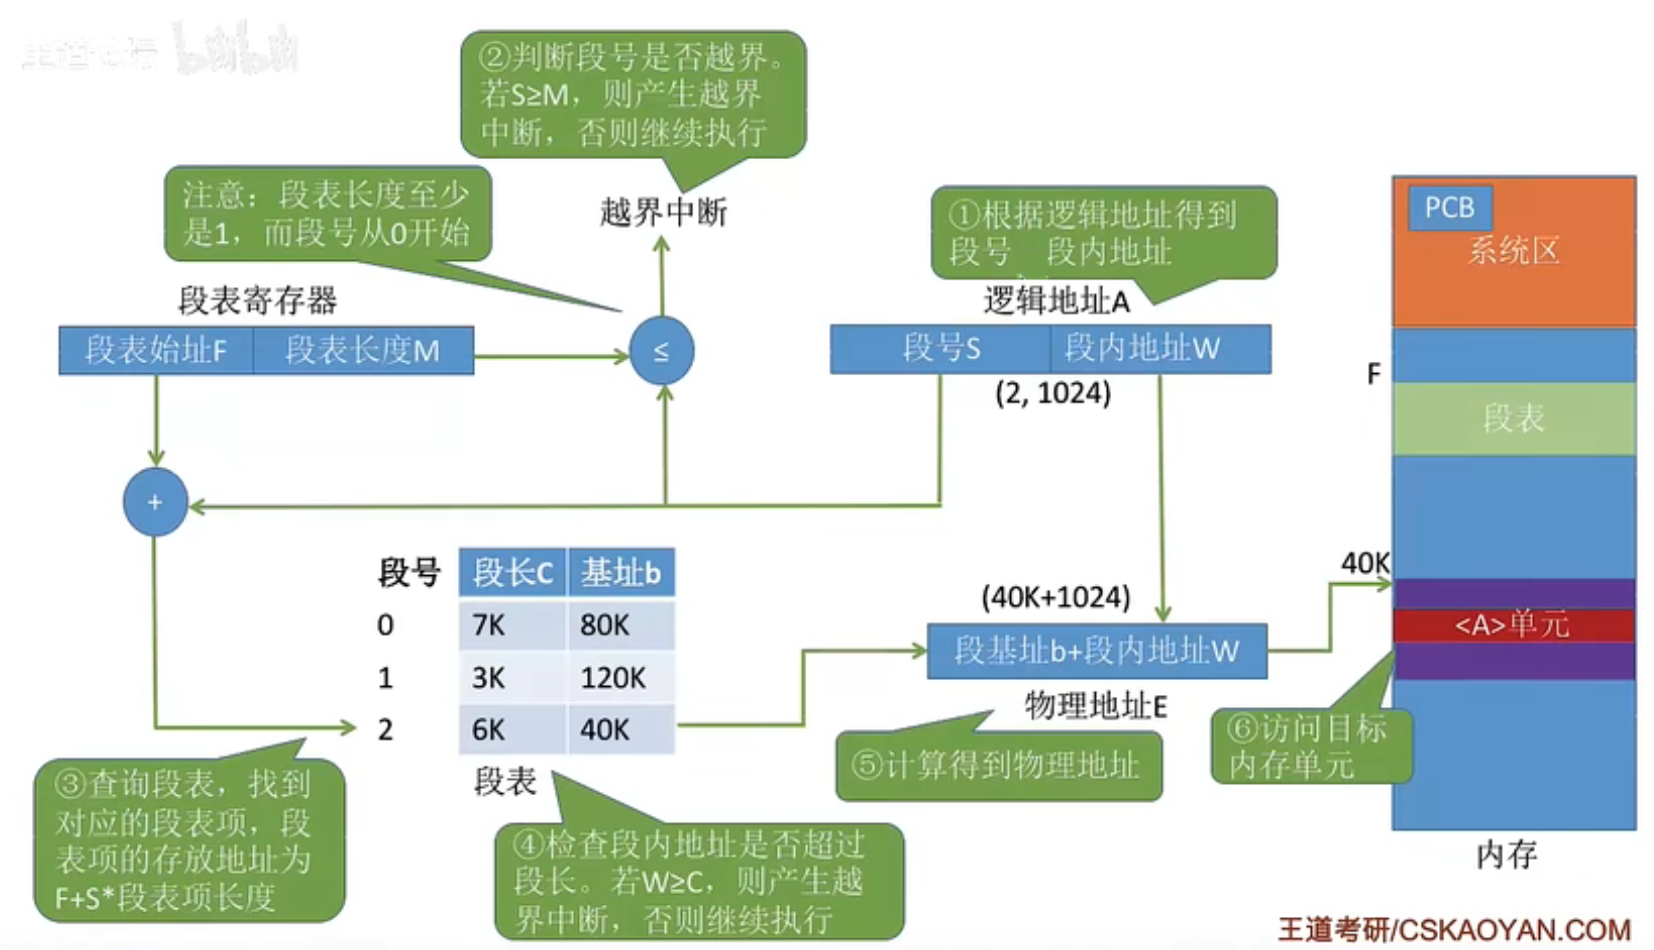 王道论坛 bilibili
②判断段号是否越界。
若S≥M，则产生越界
中断，否则继续执行
注意：段表长度至少
是1，而段号从0开始
越界中断
①根据逻辑地址得到
段号 段内地址
PCB
系统区
段表寄存器
逻辑地址A
段表始址F 段表长度M
≤
段号S 段内地址W
(2, 1024)
F
段表
+
40K
段号 段长C 基址b
(40K+1024)
0 7K 80K
<A>单元
段基址b+段内地址W
1 3K 120K
物理地址E
2 6K 40K
段表
⑤计算得到物理地址
⑥访问目标
内存单元
③查询段表，找到
对应的段表项，段
表项的存放地址为
F+S*段表项长度
④检查段内地址是否超过
段长。若W≥C，则产生越
界中断，否则继续执行
内存
王道考研/CSKAOYAN.COM